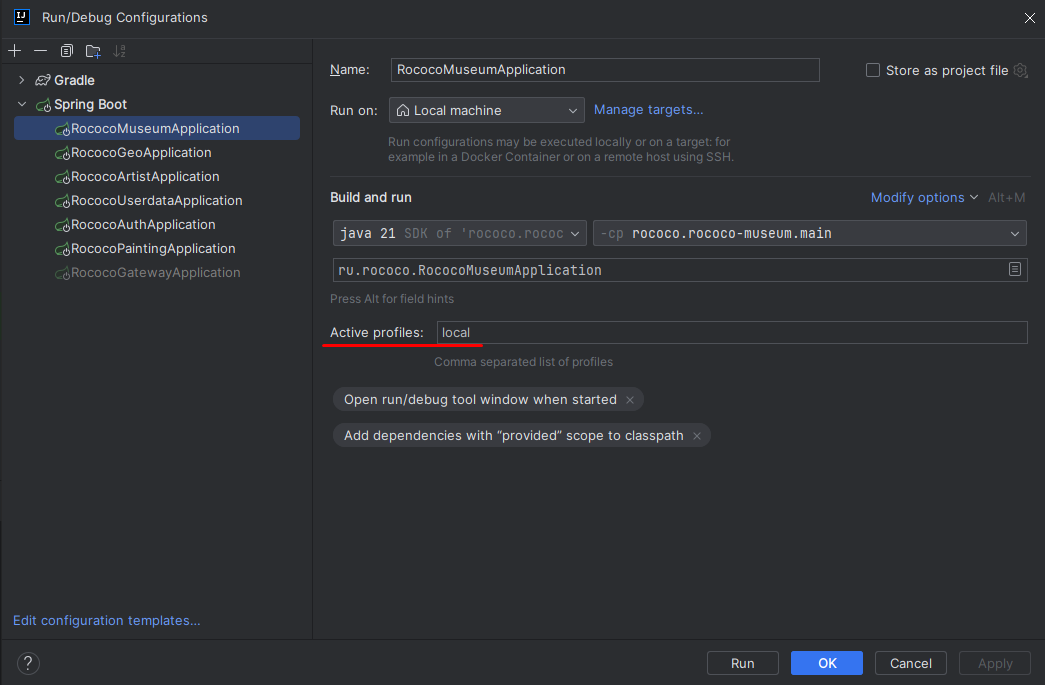 Run/Debug Configurations
Gradle
Spring Boot
RococoMuseumApplication
RococoGeoApplication
RococoArtistApplication
RococoUserdataApplication
RococoAuthApplication
RococoPaintingApplication
RococoGatewayApplication
Edit configuration templates...
Name: RococoMuseumApplication Store as project file
Run on: Local machine Manage targets...
Run configurations may be executed locally or on a target: for
example in a Docker Container or on a remote host using SSH.
Build and run Modify options Alt+M
java 21 SDK of 'rococo.rococ -cp rococo.rococo-museum.main
ru.rococo.RococoMuseumApplication
Press Alt for field hints
Active profiles: local
Comma separated list of profiles
Open run/debug tool window when started ×
Add dependencies with “provided” scope to classpath ×
? Run OK Cancel Apply